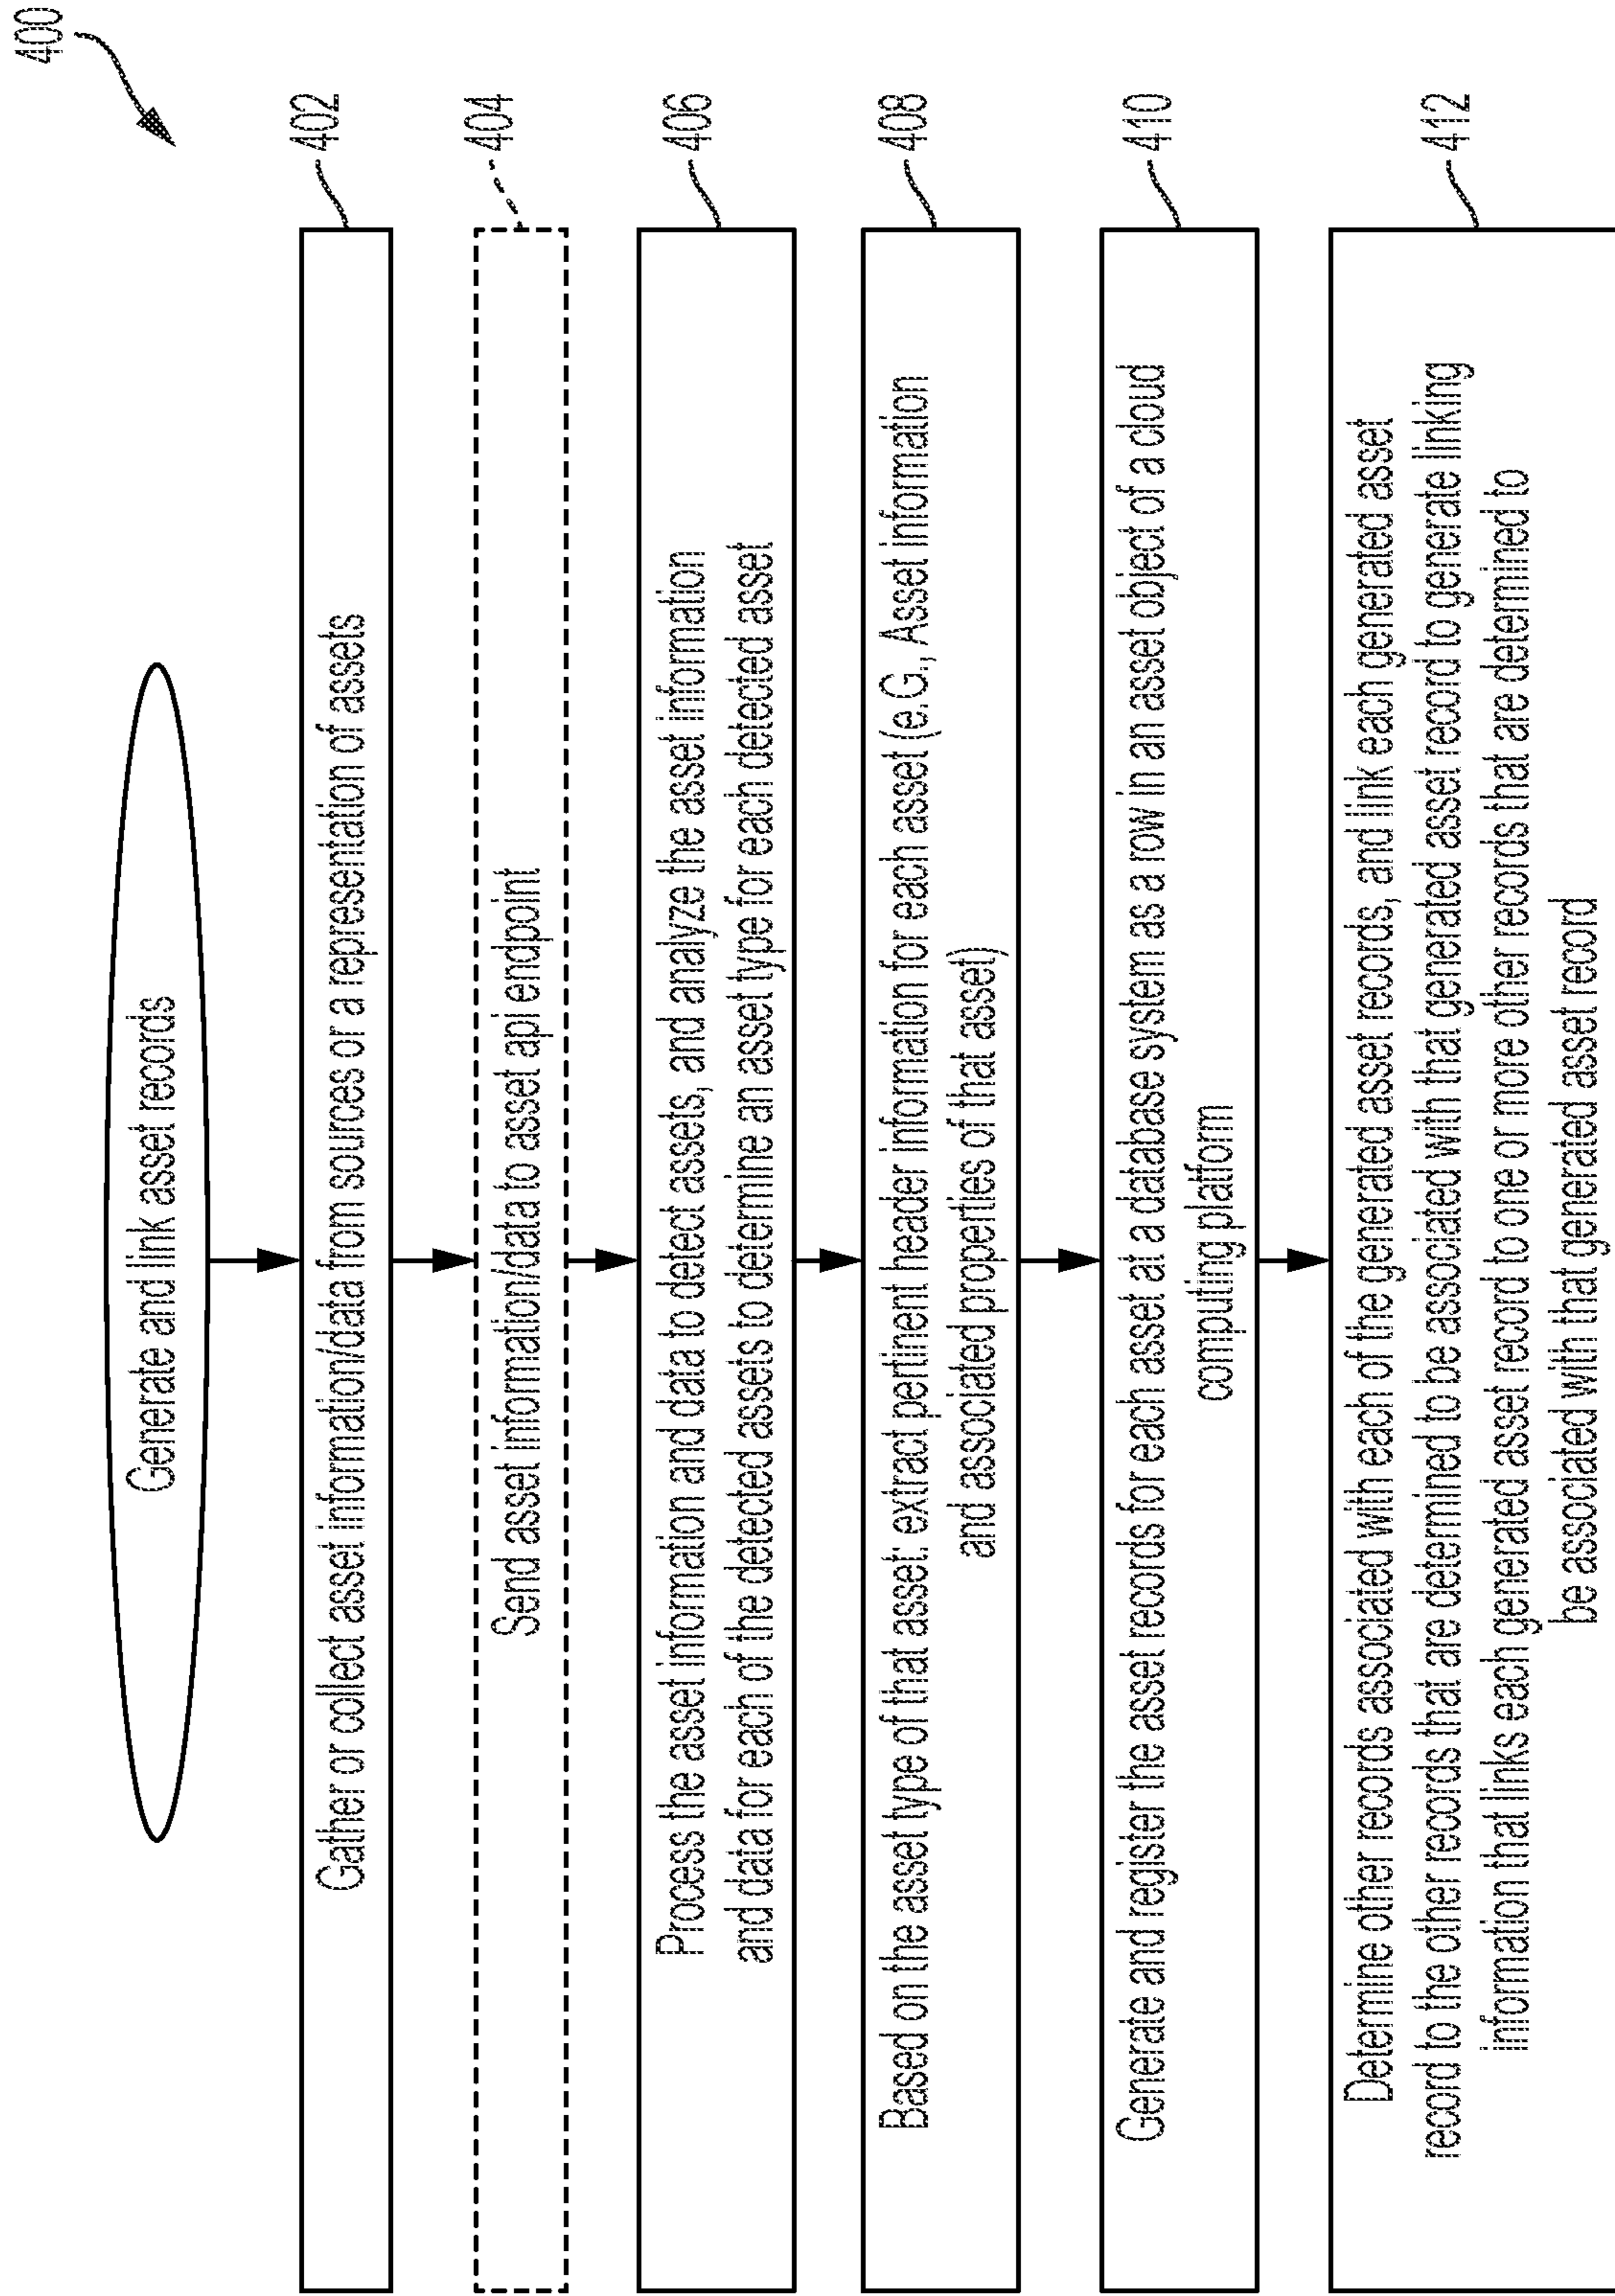 400
Generate and link asset records
402
Gather or collect asset information/data from sources or a representation of assets
404
Send asset information/data to asset api endpoint
406
Process the asset information and data to detect assets, and analyze the asset information
and data for each of the detected assets to determine an asset type for each detected asset
408
Based on the asset type of that asset: extract pertinent header information for each asset (e.G., Asset information
and associated properties of that asset)
410
Generate and register the asset records for each asset at a database system as a row in an asset object of a cloud
computing platform
412
Determine other records associated with each of the generated asset records, and link each generated asset
record to the other records that are determined to be associated with that generated asset record to generate linking
information that links each generated asset record to one or more other records that are determined to
be associated with that generated asset record